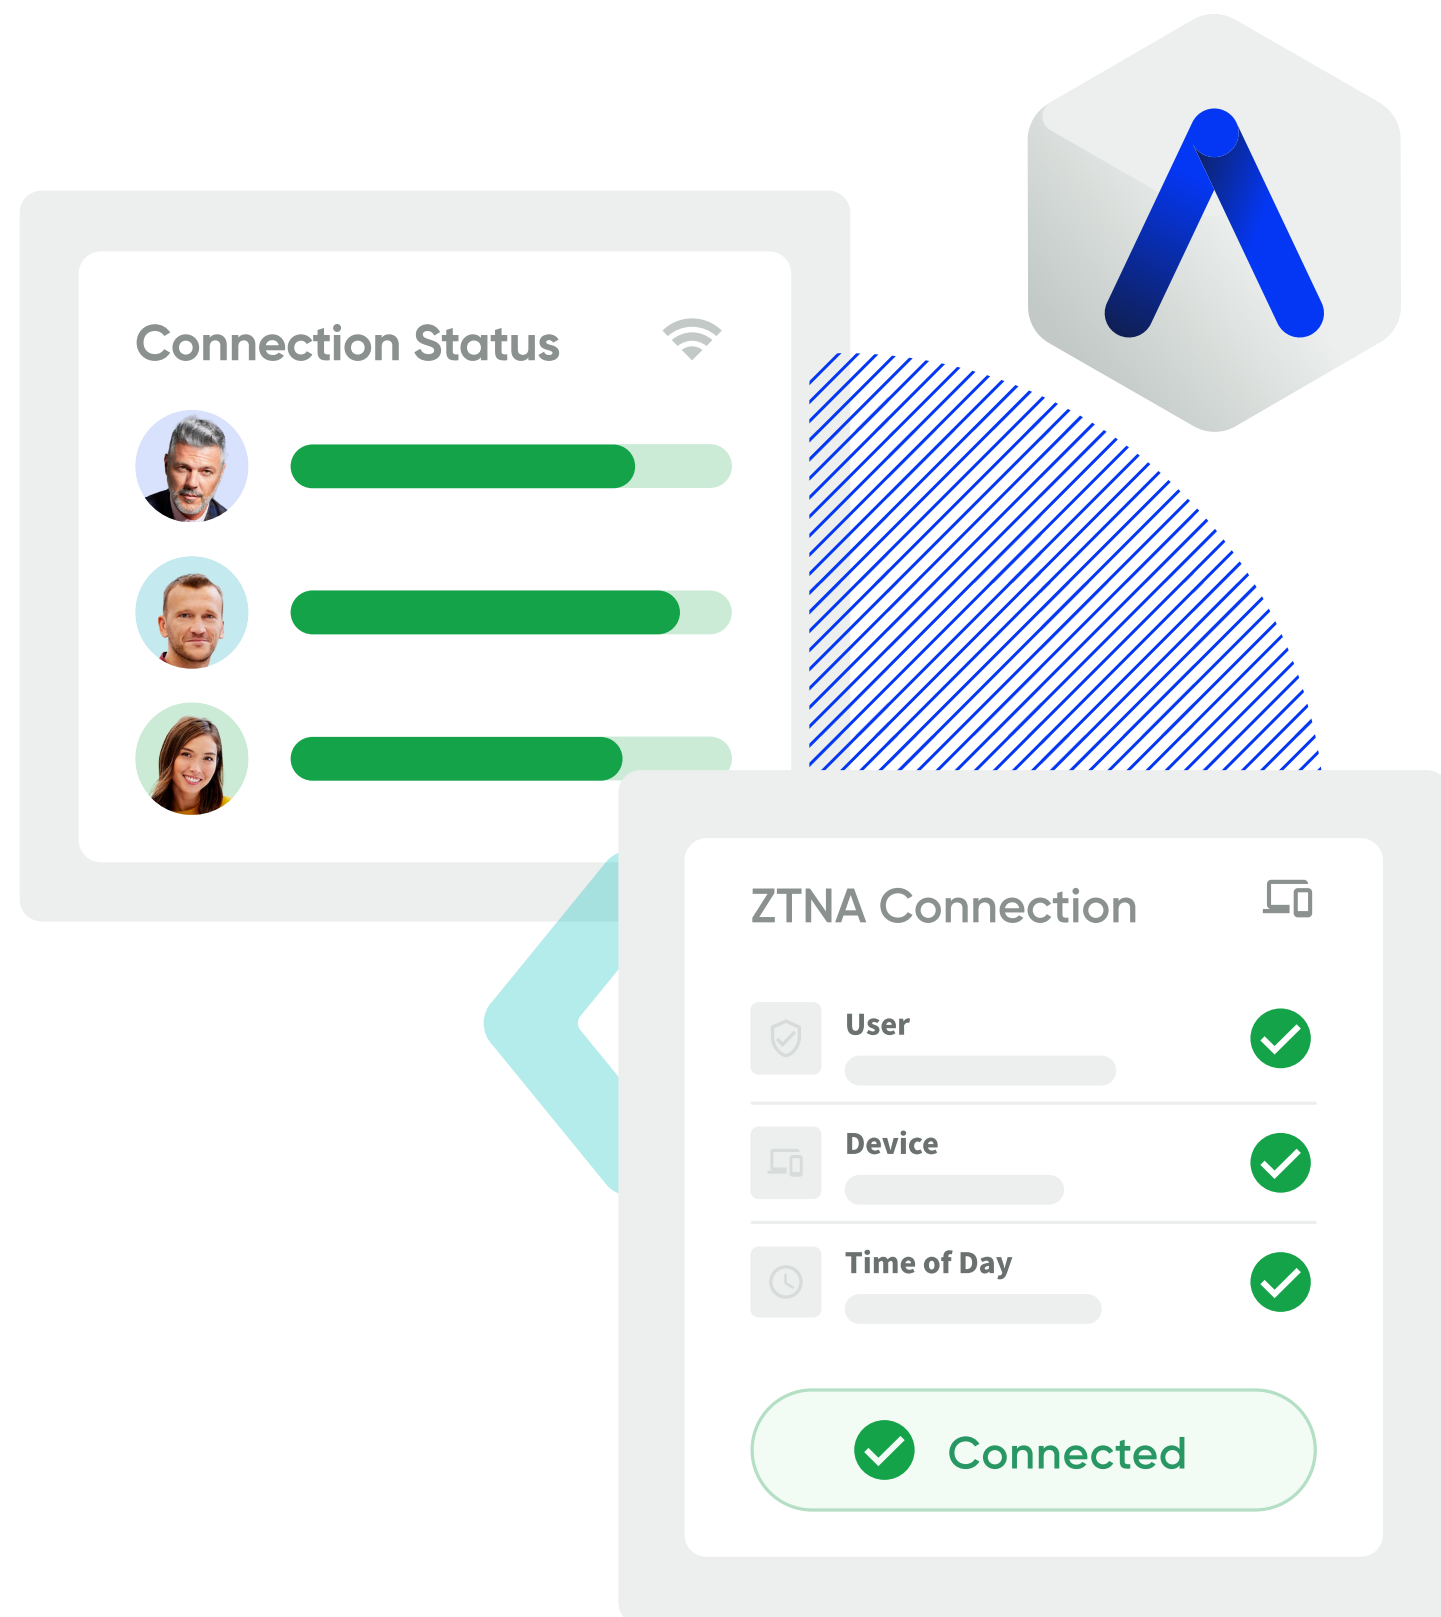 Connection Status
ZTNA Connection
User
Device
Time of Day
Connected